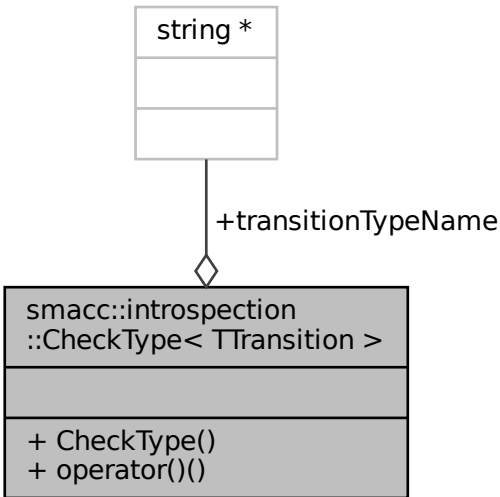 string *
+transitionTypeName
smacc::introspection
::CheckType< TTransition >
+ CheckType()
+ operator()()